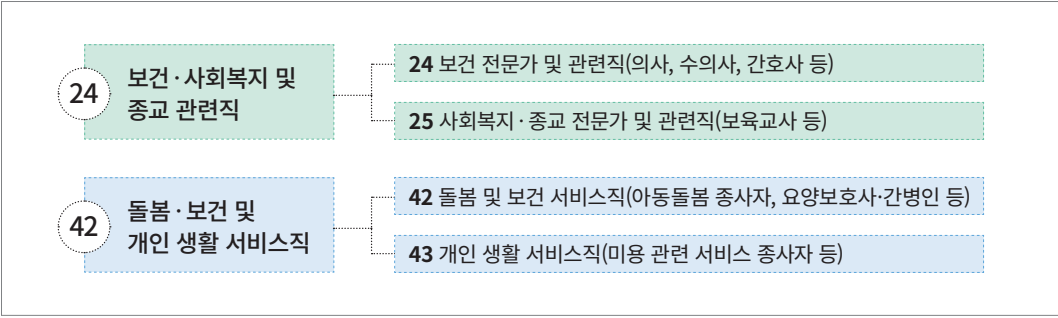 24
보건·사회복지 및
종교 관련직
24 보건 전문가 및 관련직(의사, 수의사, 간호사 등)
25 사회복지·종교 전문가 및 관련직(보육교사 등)
42
돌봄·보건 및
개인 생활 서비스직
42 돌봄 및 보건 서비스직(아동돌봄 종사자, 요양보호사·간병인 등)
43 개인 생활 서비스직(미용 관련 서비스 종사자 등)